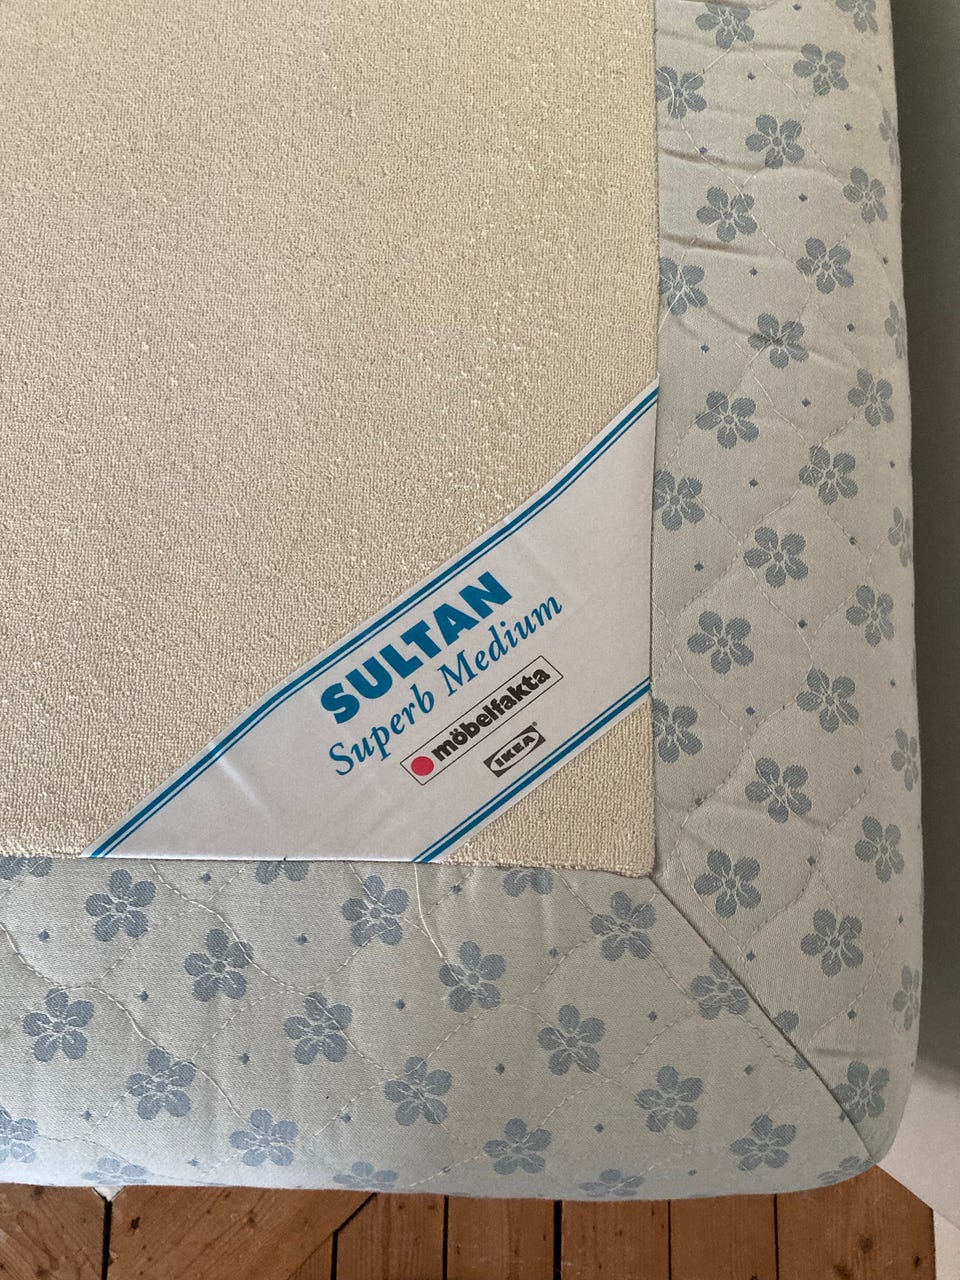 SULTAN
Superb Medium
möbelfakta
IKEA®